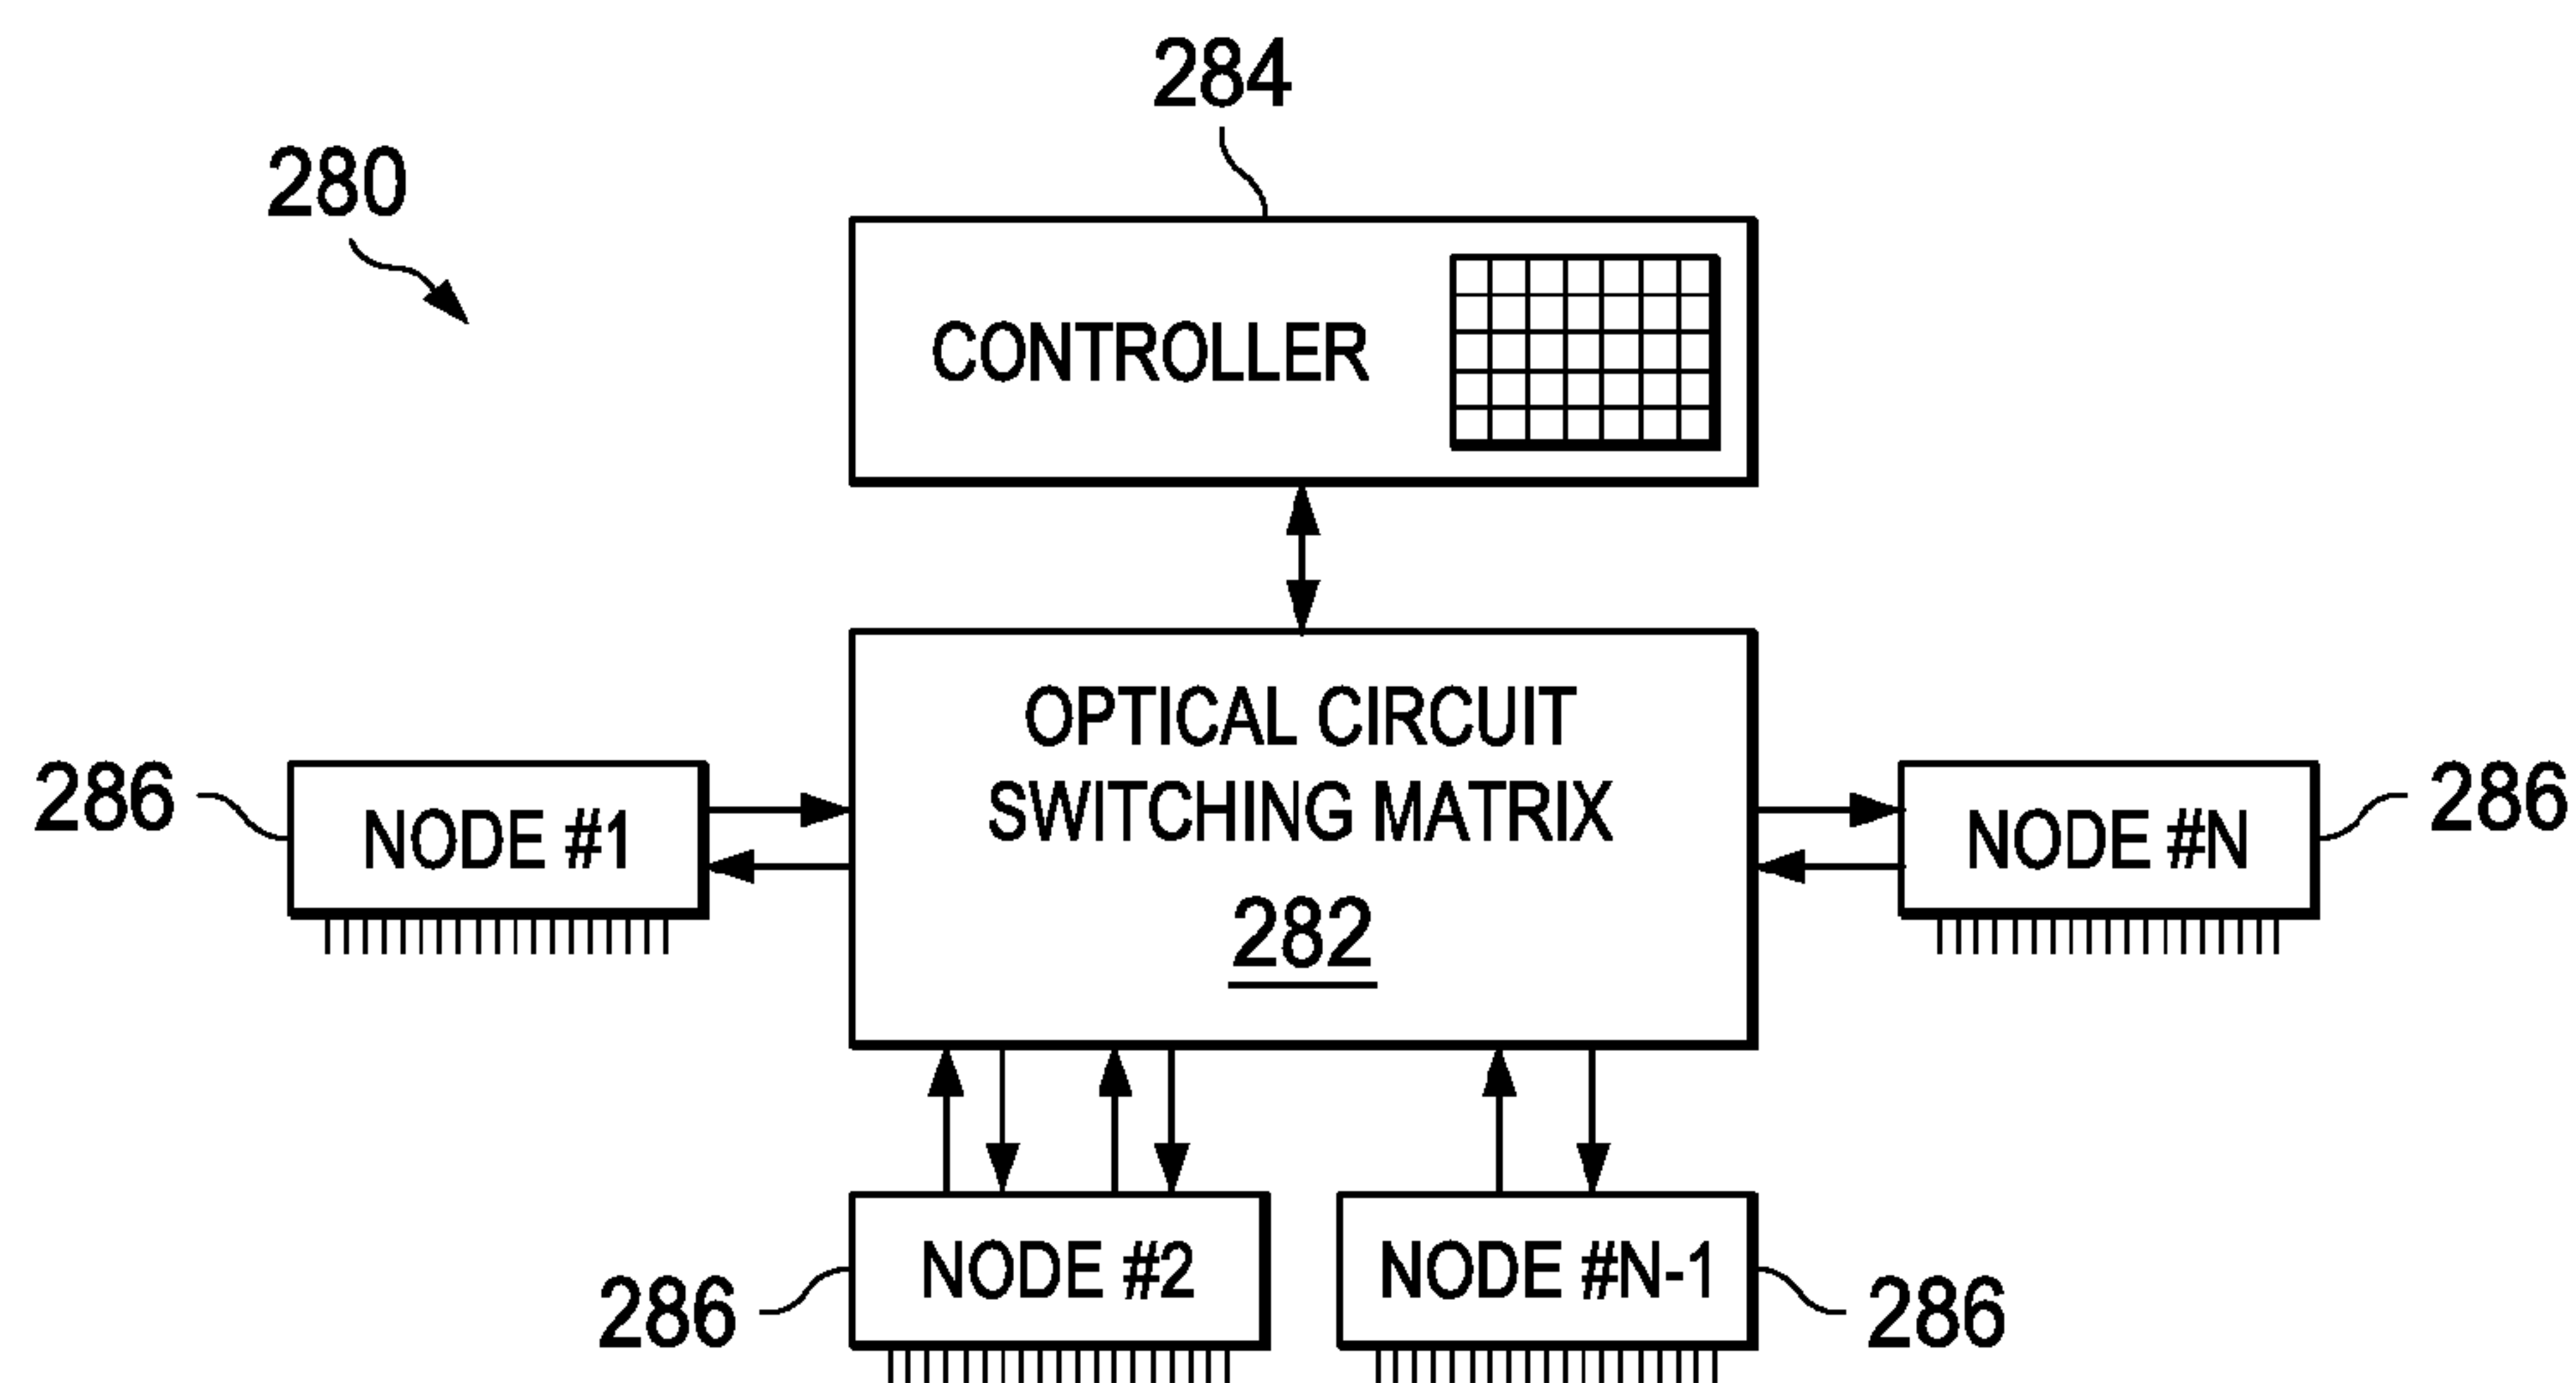 284
280
CONTROLLER
OPTICAL CIRCUIT
SWITCHING MATRIX
282
286
NODE #1
NODE #N
286
286
NODE #2
NODE #N-1
286